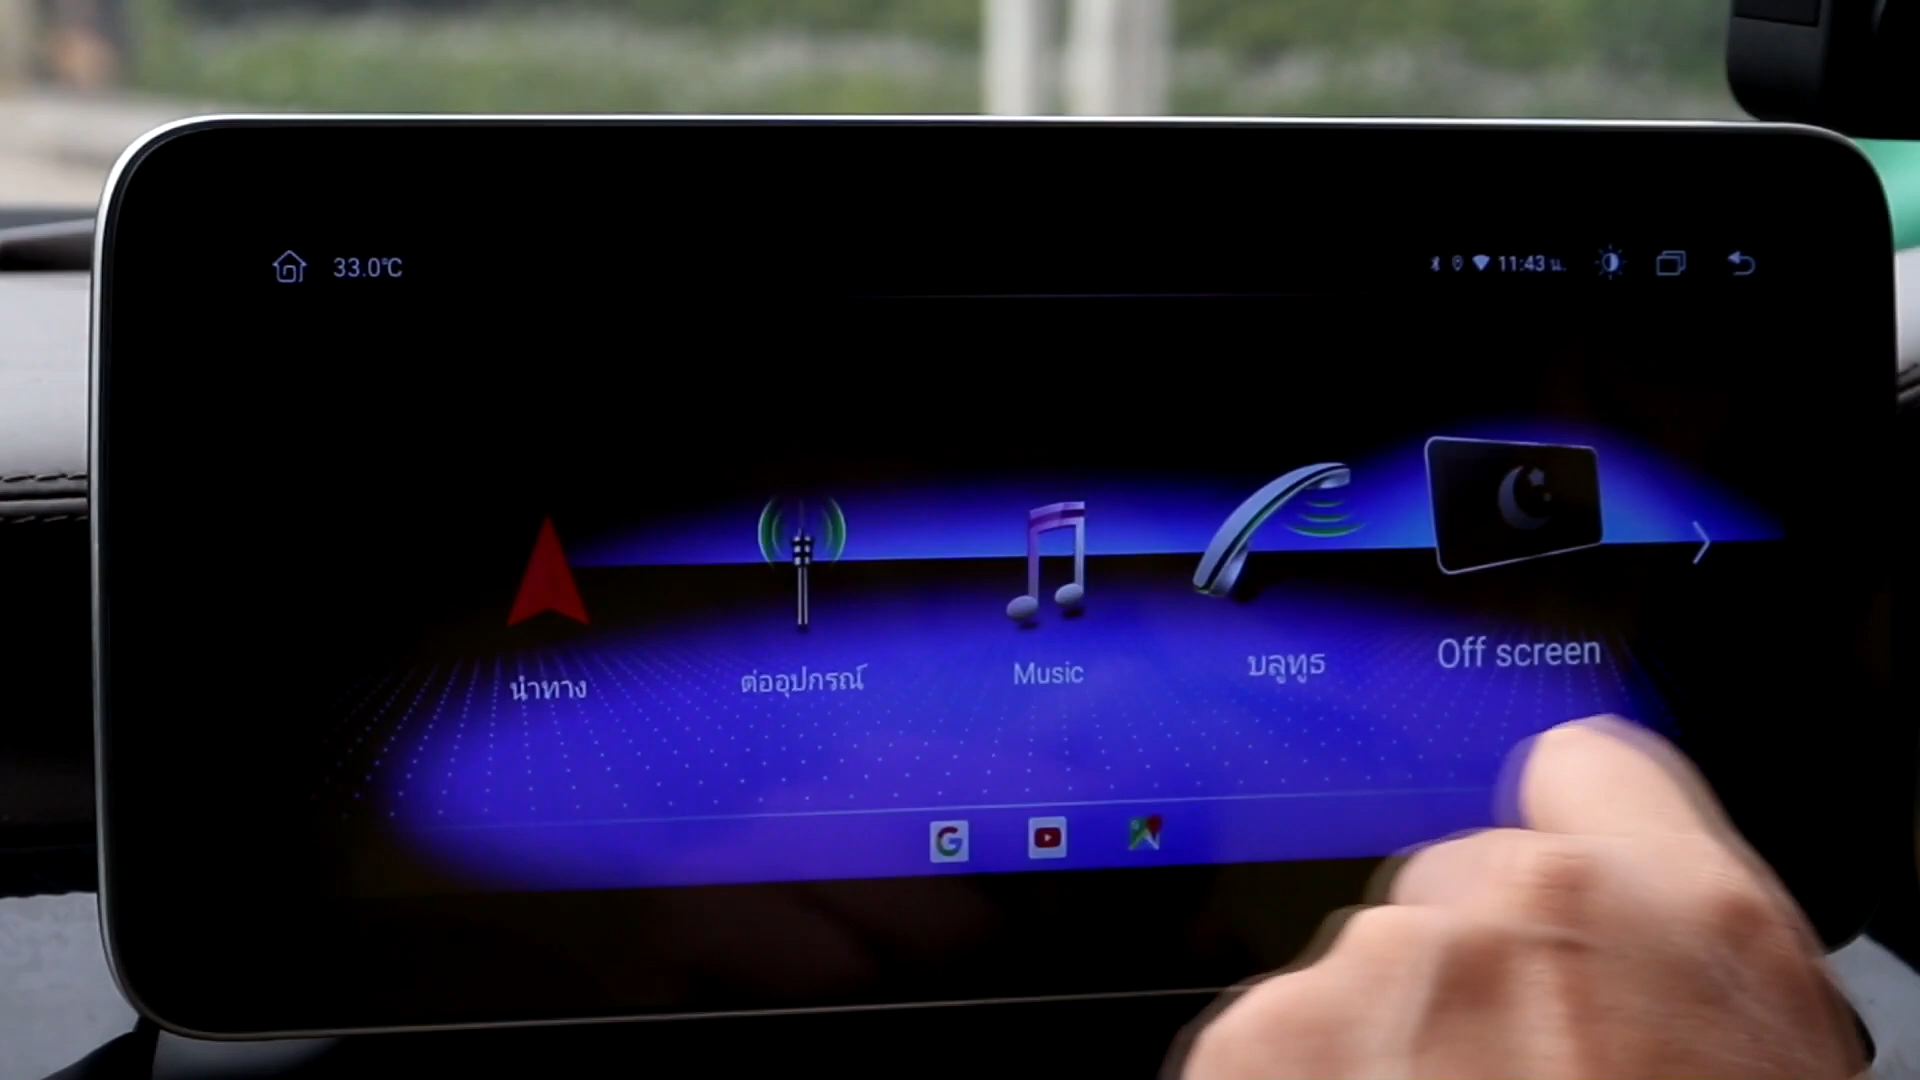 33.0°C
11:43 น.
นำทาง
ต่ออุปกรณ์
Music
บลูทูธ
Off screen